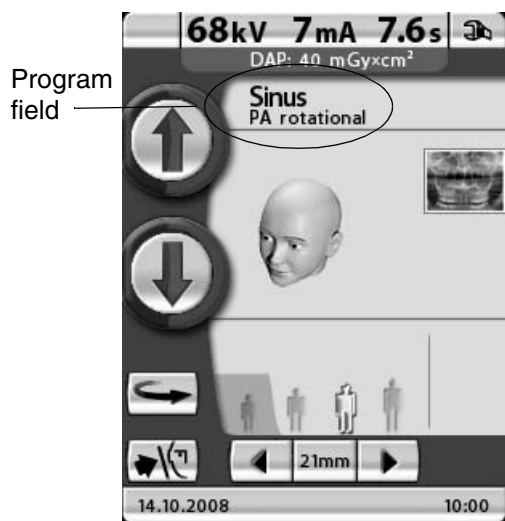 68kV 7mA 7.6s
DAP: 40 mGy×cm²
Program
field
Sinus
PA rotational
21mm
14.10.2008 10:00